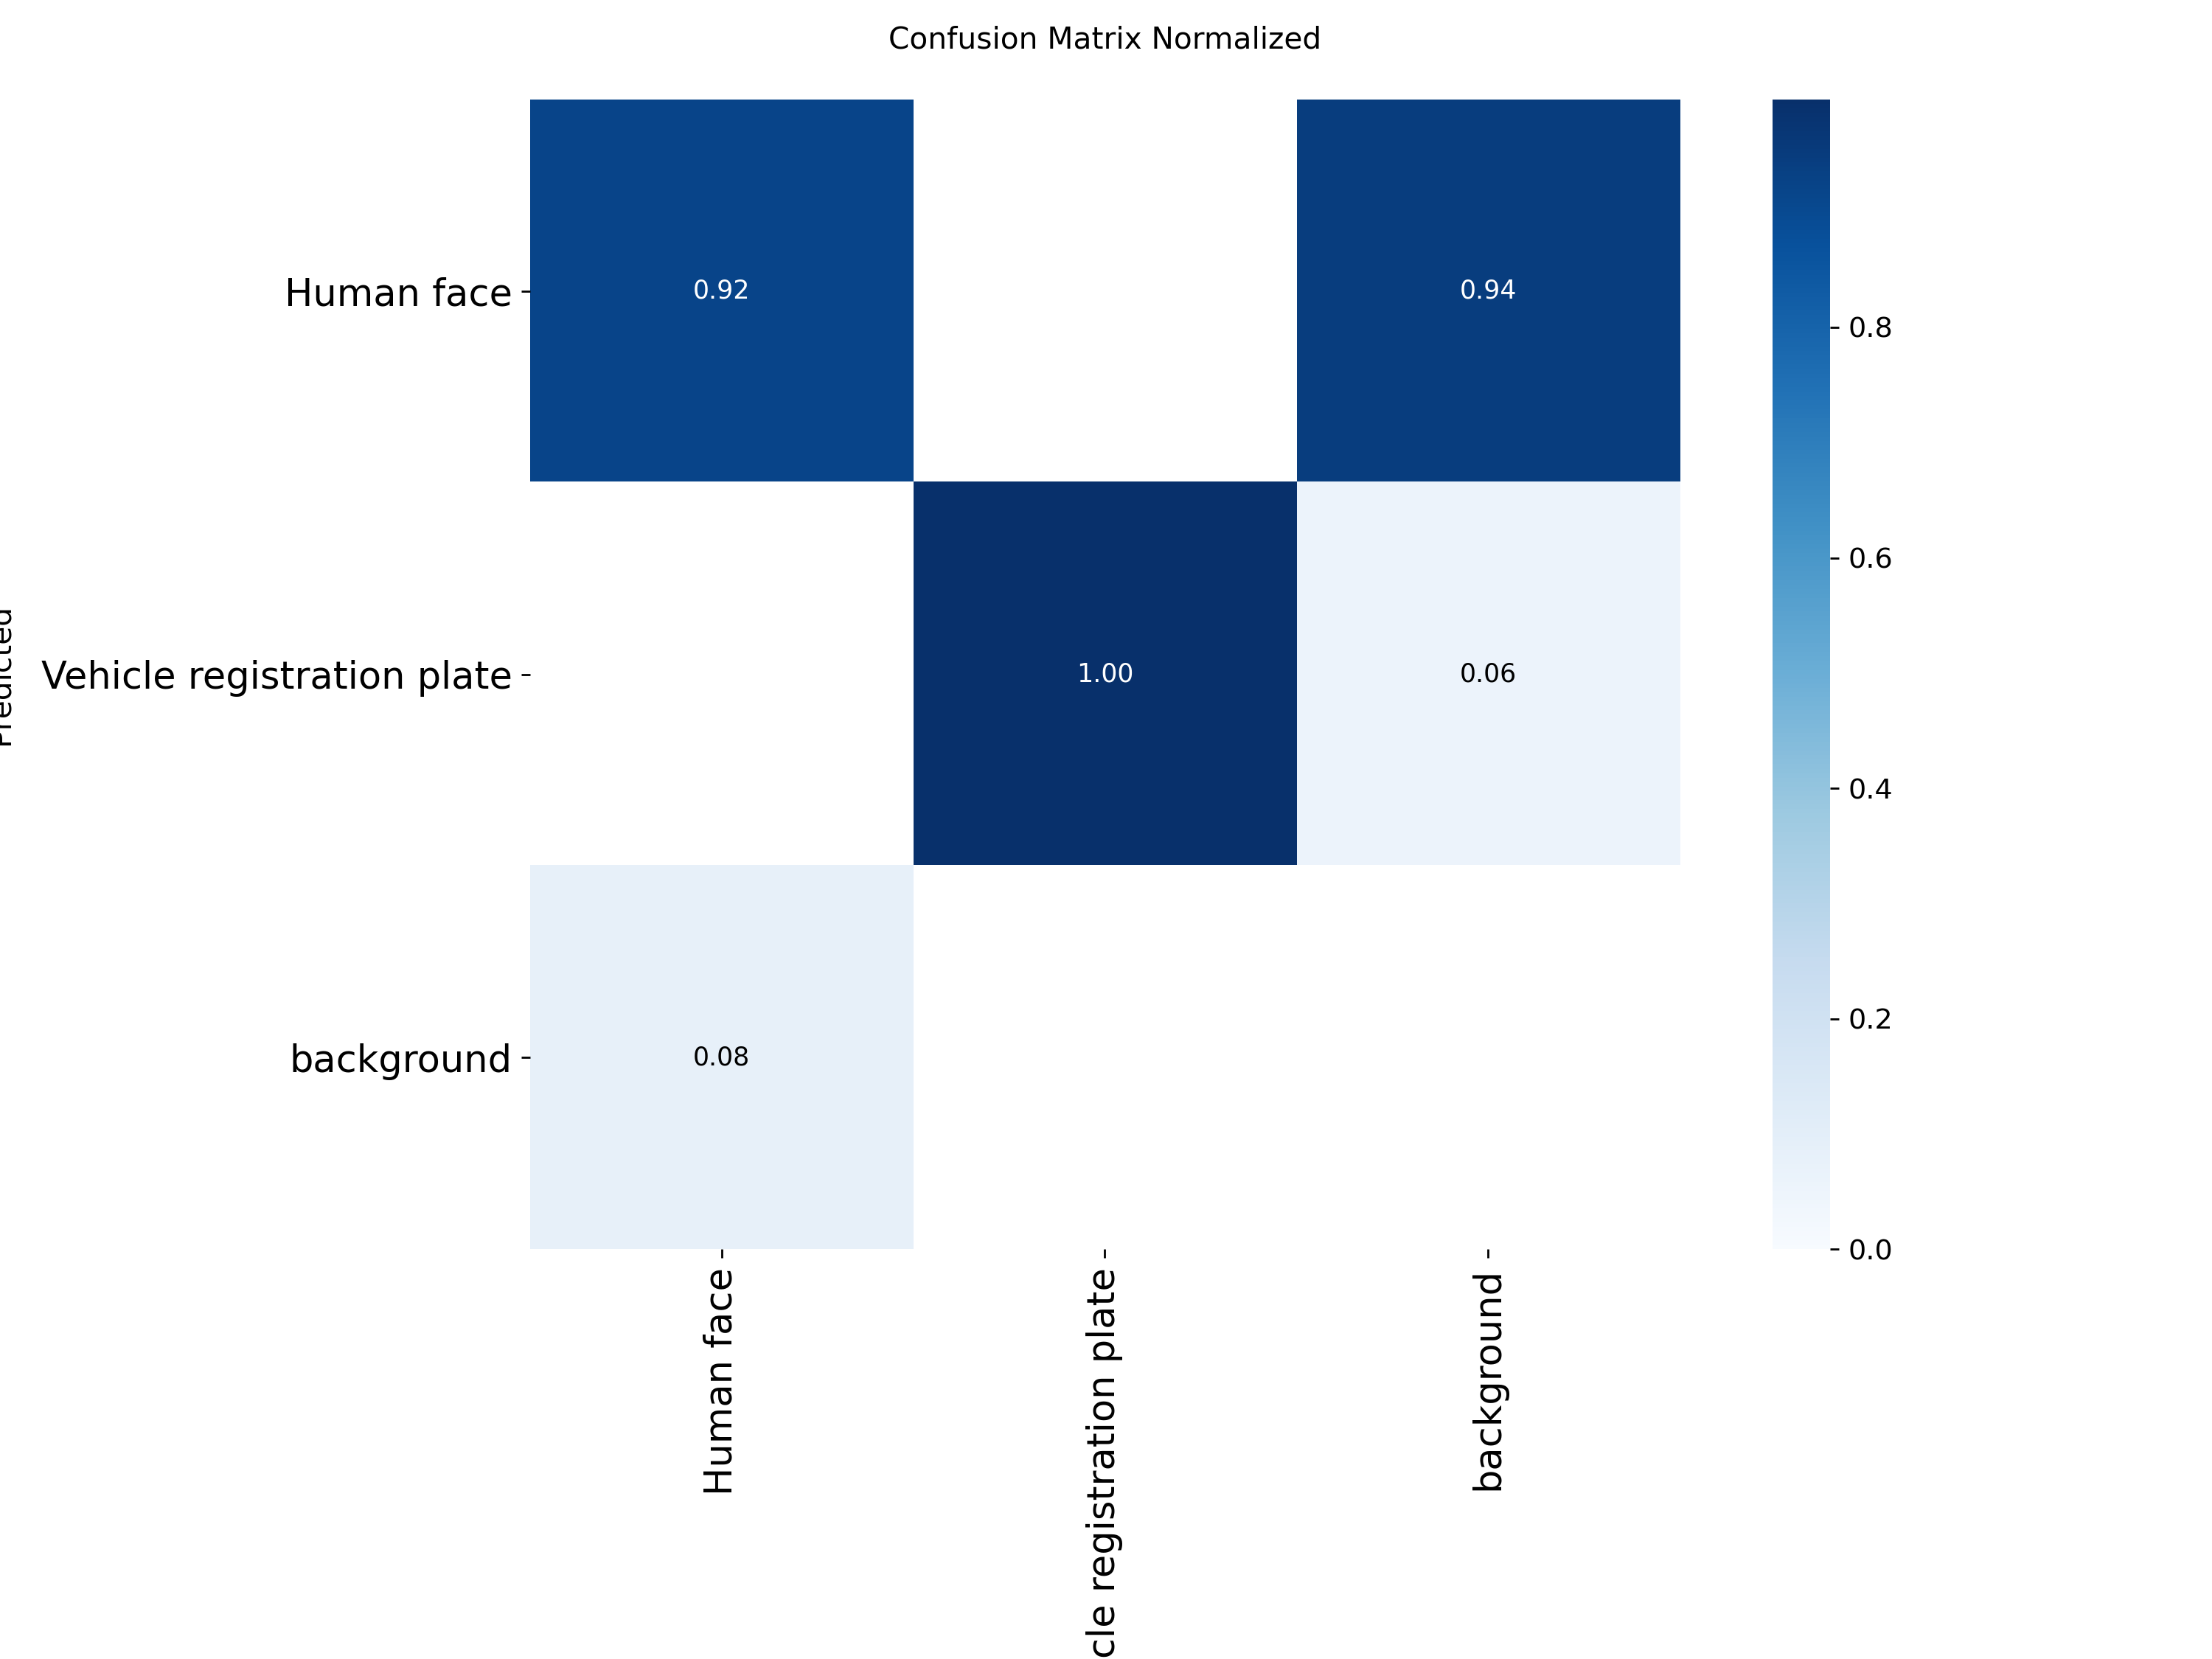 Confusion Matrix Normalized
Human face
0.92
0.94
0.8
0.6
Predicted
Vehicle registration plate
1.00
0.06
0.4
background
0.08
0.2
0.0
Human face
cle registration plate
background